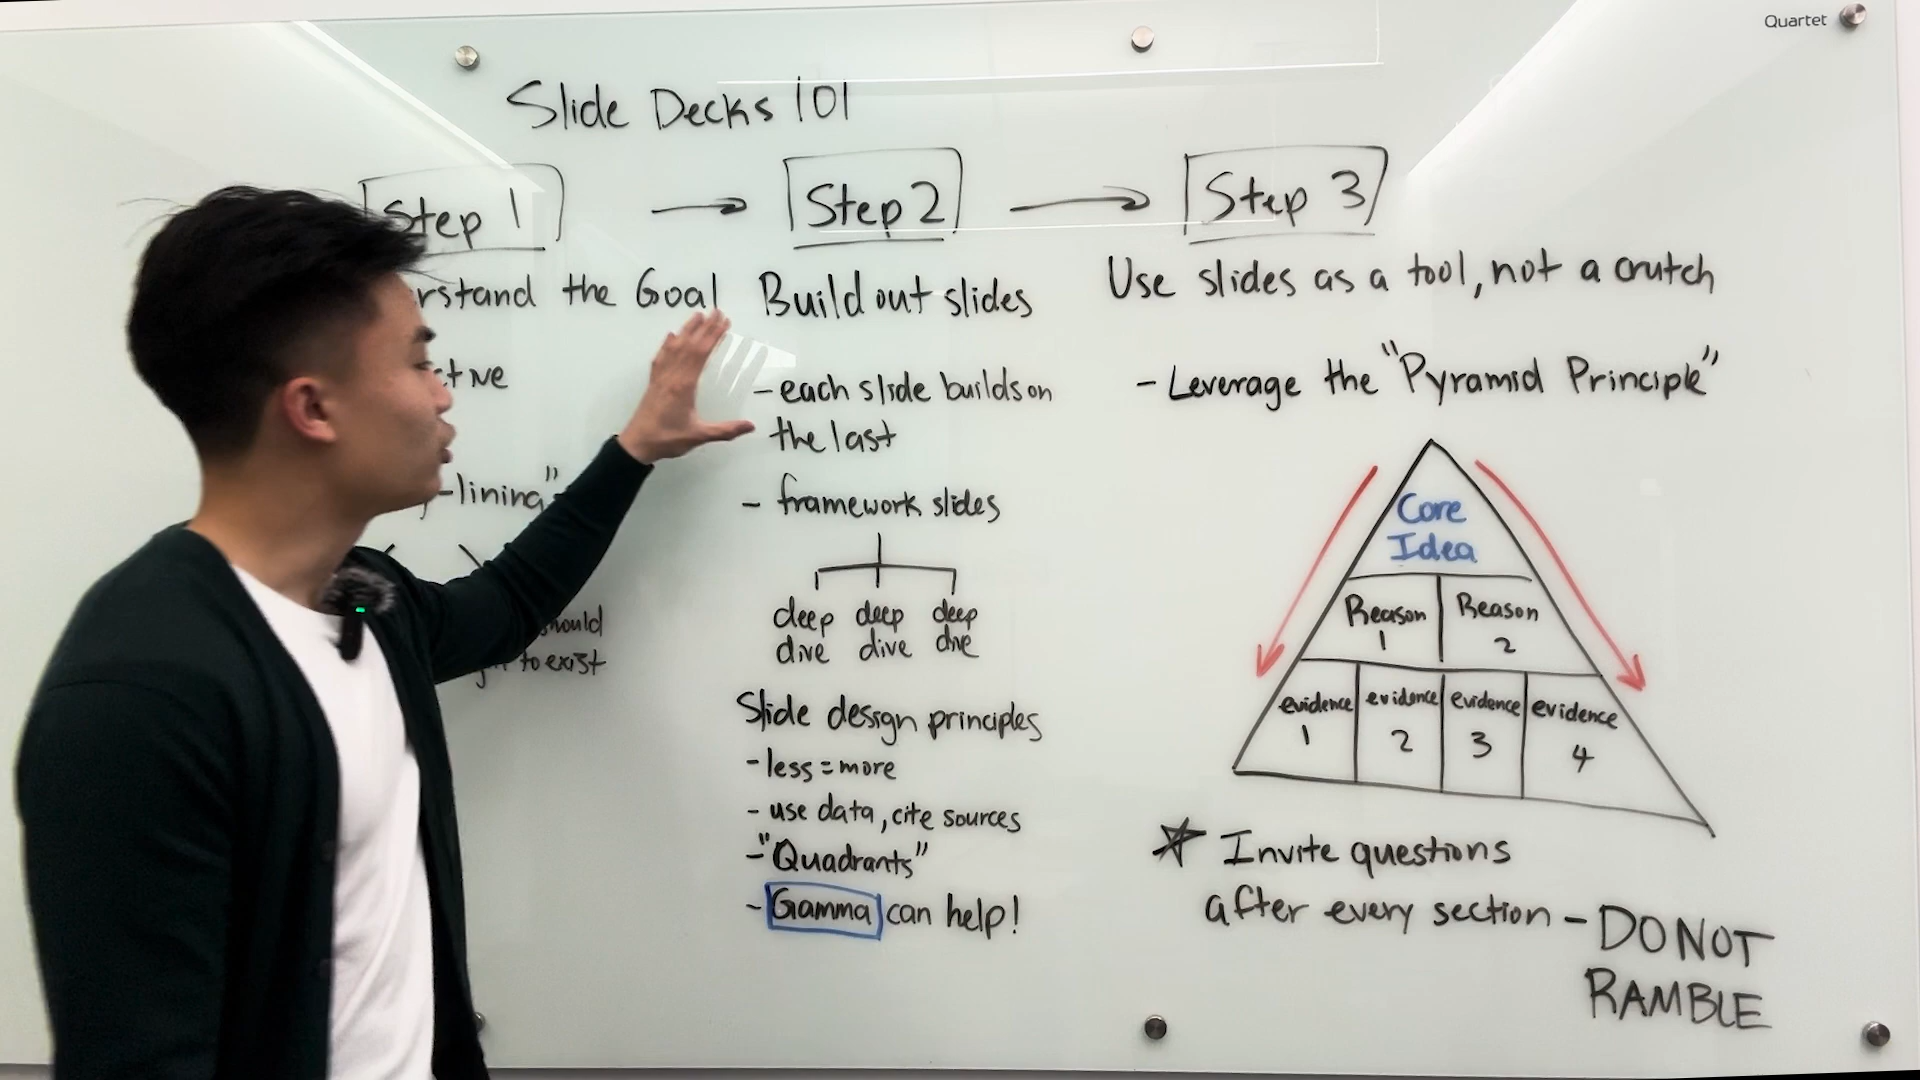 Quartet
Slide Decks 101
Step 1
the Goal
to exist
Step 2
Build out slides
- each slide builds on
the last
- framework slides
deep deep deep
dive dive dive
Slide design principles
- less = more
- use data, cite sources
- "Quadrants"
- Gamma can help!
Step 3
Use slides as a tool, not a crutch
- Leverage the "Pyramid Principle"
Core
Idea
Reason Reason
1 2
evidence evidence evidence evidence
1 2 3 4
Invite questions
after every section - DO NOT
RAMBLE